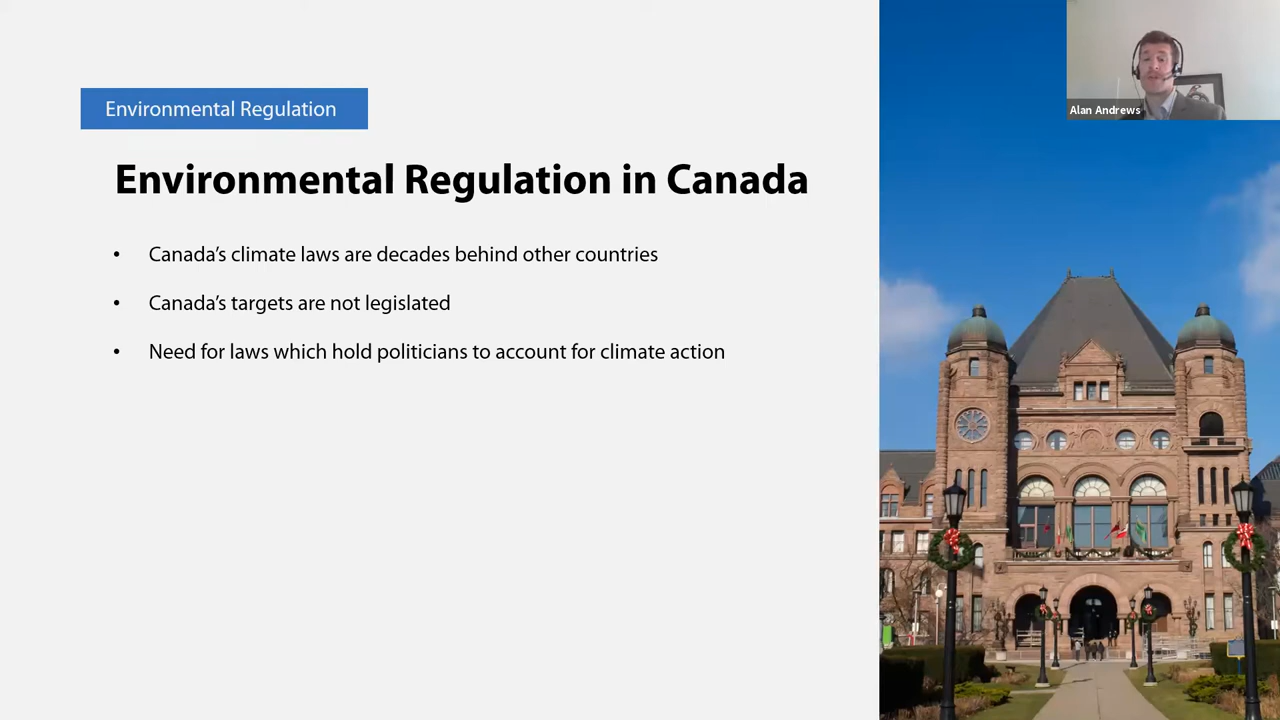 Environmental Regulation
Alan Andrews
Environmental Regulation in Canada
• Canada’s climate laws are decades behind other countries
• Canada’s targets are not legislated
• Need for laws which hold politicians to account for climate action